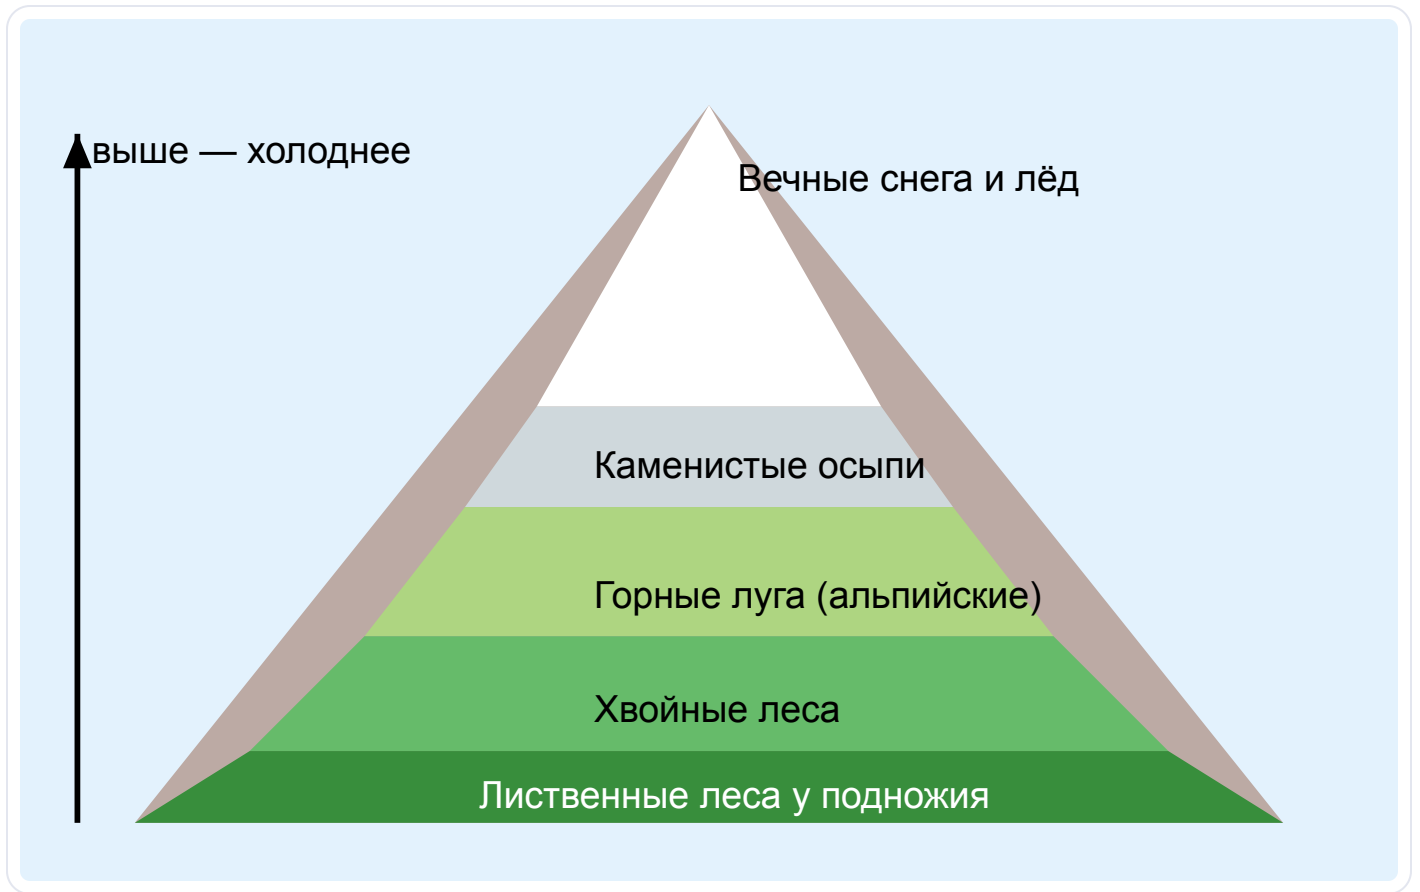 выше — холоднее
Вечные снега и лёд
Каменистые осыпи
Горные луга (альпийские)
Хвойные леса
Лиственные леса у подножия